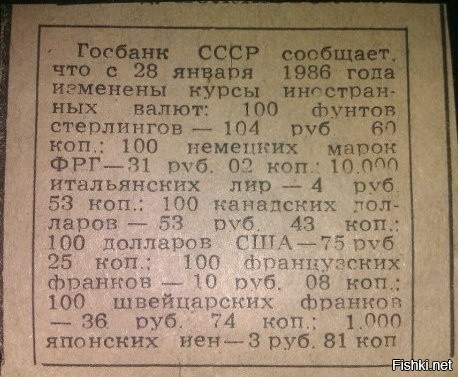 Госбанк СССР сообщает,
что с 28 января 1986 года
изменены курсы иностран-
ных валют: 100 фунтов
стерлингов — 104 руб. 60
коп.; 100 немецких марок
ФРГ—31 руб. 02 коп.; 10.000
итальянских лир — 4 руб.
53 коп.; 100 канадских дол-
ларов — 53 руб. 43 коп.;
100 долларов США—75 руб
25 коп.; 100 французских
франков — 10 руб. 08 коп.;
100 швейцарских франков
— 36 руб. 74 коп.; 1.000
японских иен—3 руб. 81 коп
Fishki.net